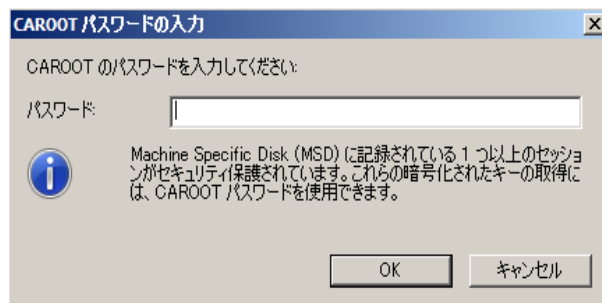 CAROOT パスワードの入力
CAROOT のパスワードを入力してください:
パスワード:
Machine Specific Disk (MSD) に記録されている 1 つ以上のセッショ
ンがセキュリティ保護されています。これらの暗号化されたキーの取得に
は、CAROOT パスワードを使用できます。
OK
キャンセル